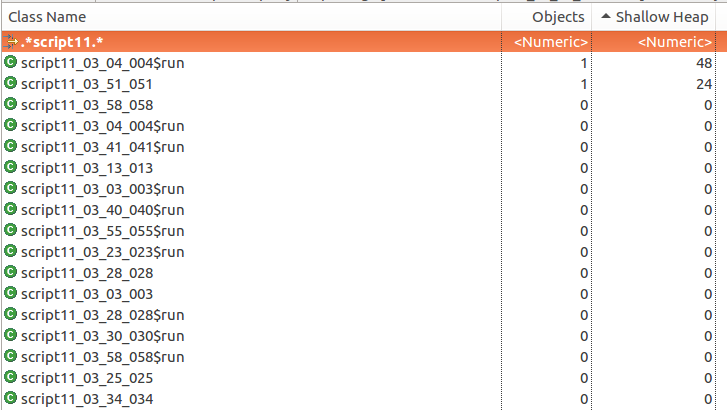 Class Name Objects Shallow Heap
.*script11.* <Numeric> <Numeric>
script11_03_04_004$run 1 48
script11_03_51_051 1 24
script11_03_58_058 0 0
script11_03_04_004$run 0 0
script11_03_41_041$run 0 0
script11_03_13_013 0 0
script11_03_03_003$run 0 0
script11_03_40_040$run 0 0
script11_03_55_055$run 0 0
script11_03_23_023$run 0 0
script11_03_28_028 0 0
script11_03_03_003 0 0
script11_03_28_028$run 0 0
script11_03_30_030$run 0 0
script11_03_58_058$run 0 0
script11_03_25_025 0 0
script11_03_34_034 0 0